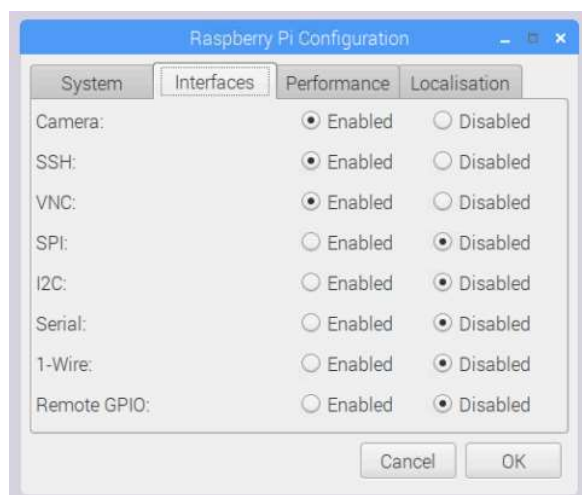 Raspberry Pi Configuration
System Interfaces Performance Localisation
Camera: Enabled Disabled
SSH: Enabled Disabled
VNC: Enabled Disabled
SPI: Enabled Disabled
I2C: Enabled Disabled
Serial: Enabled Disabled
1-Wire: Enabled Disabled
Remote GPIO: Enabled Disabled
Cancel OK